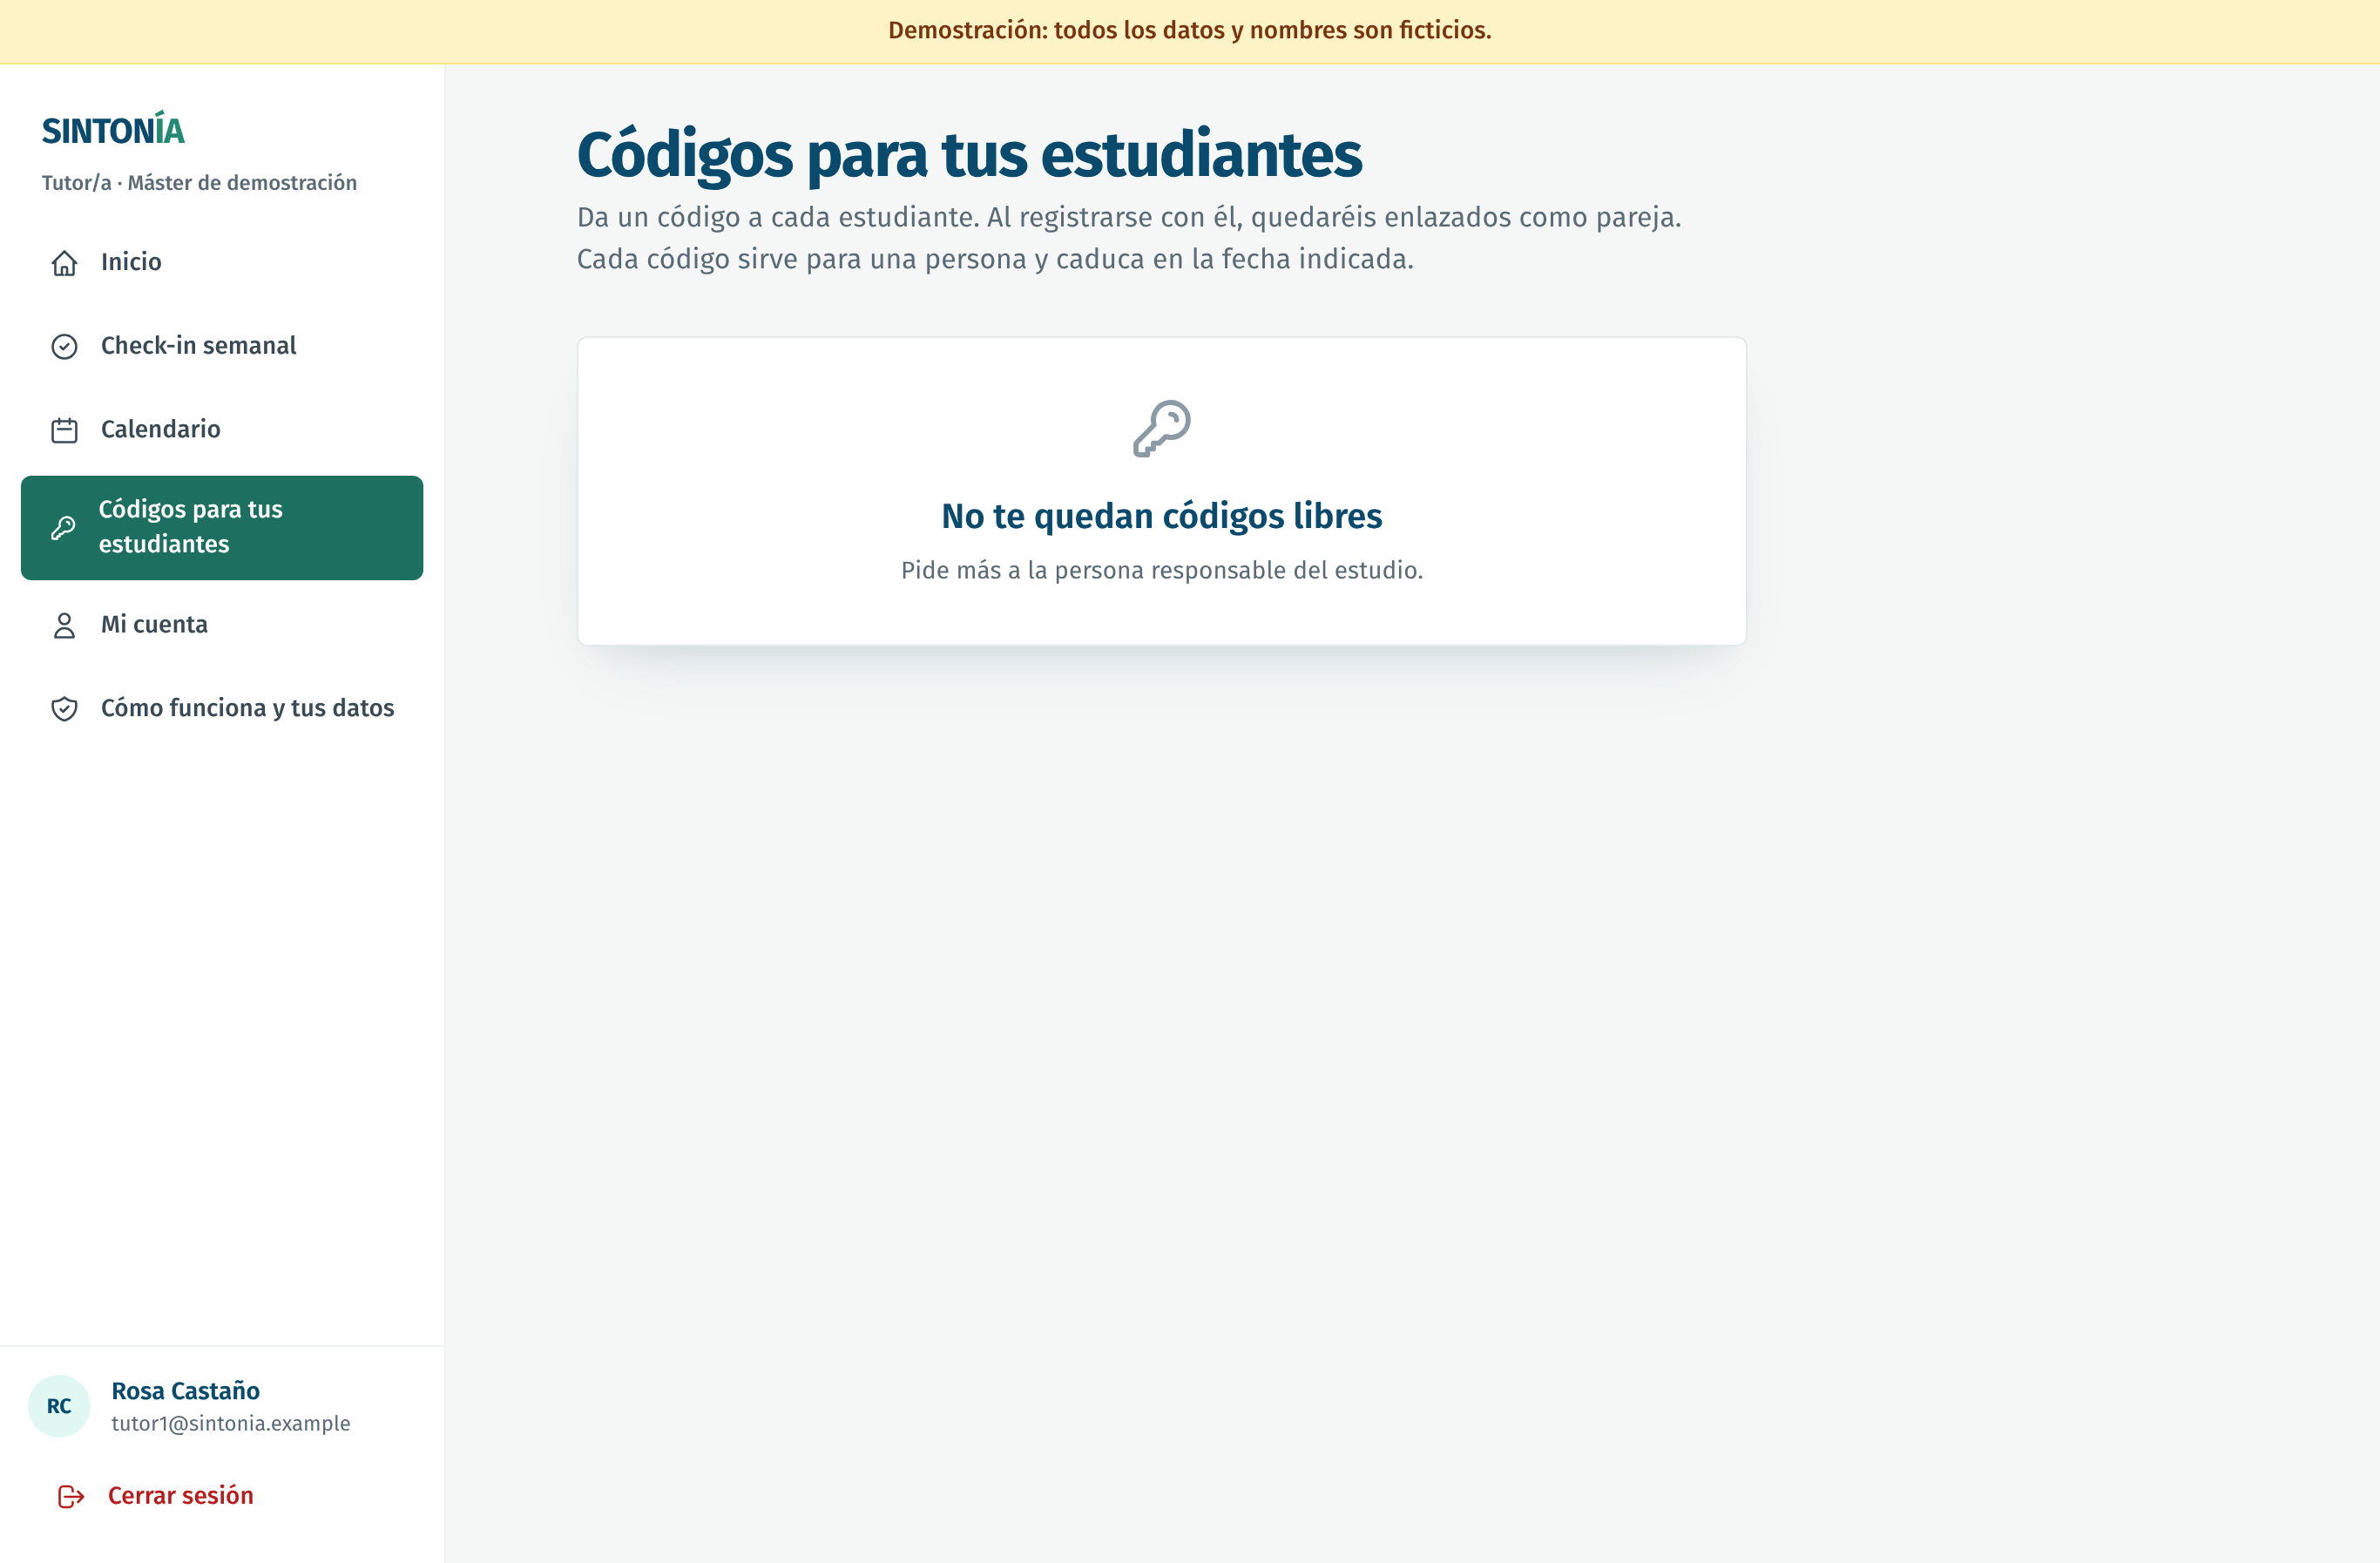 Demostración: todos los datos y nombres son ficticios.
SINTONÍA
Tutor/a · Máster de demostración
Inicio
Check-in semanal
Calendario
Códigos para tus
estudiantes
Mi cuenta
Cómo funciona y tus datos
Rosa Castaño
RC
tutor1@sintonia.example
Cerrar sesión
Códigos para tus estudiantes
Da un código a cada estudiante. Al registrarse con él, quedaréis enlazados como pareja.
Cada código sirve para una persona y caduca en la fecha indicada.
No te quedan códigos libres
Pide más a la persona responsable del estudio.